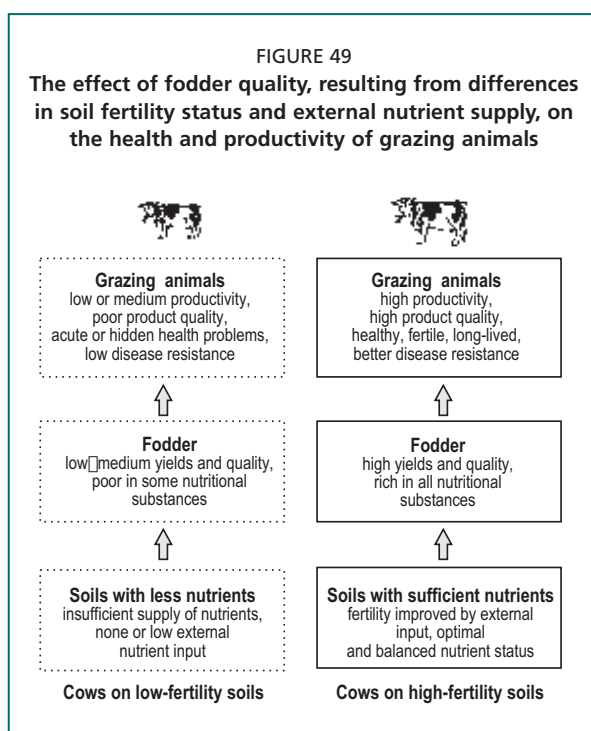 FIGURE 49
The effect of fodder quality, resulting from differences
in soil fertility status and external nutrient supply, on
the health and productivity of grazing animals
Grazing animals
low or medium productivity,
poor product quality,
acute or hidden health problems,
low disease resistance
Fodder
low□medium yields and quality,
poor in some nutritional
substances
Soils with less nutrients
insufficient supply of nutrients,
none or low external
nutrient input
Cows on low-fertility soils
Grazing animals
high productivity,
high product quality,
healthy, fertile, long-lived,
better disease resistance
Fodder
high yields and quality,
rich in all nutritional
substances
Soils with sufficient nutrients
fertility improved by external
input, optimal
and balanced nutrient status
Cows on high-fertility soils